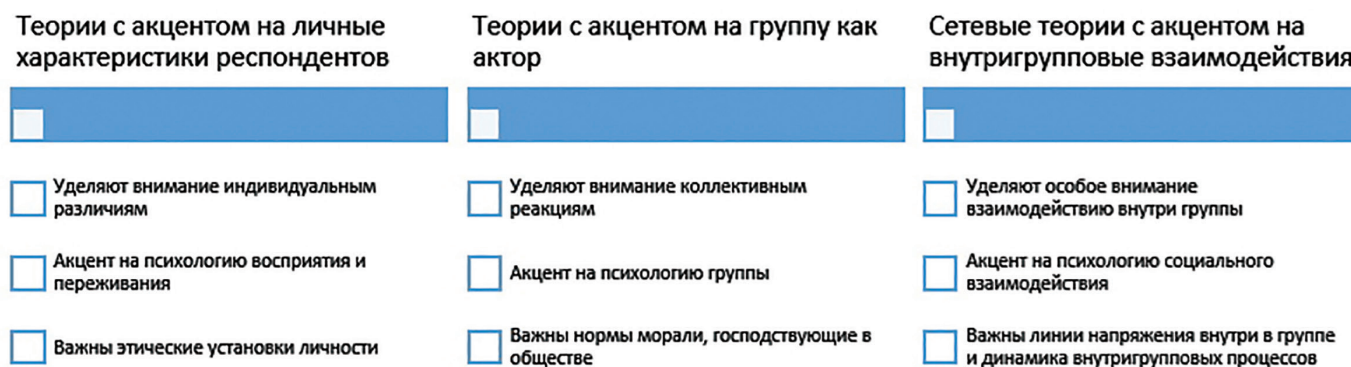 Теории с акцентом на личные
характеристики респондентов
Уделяют внимание индивидуальным
различиям
Акцент на психологию восприятия и
переживания
Важны этические установки личности
Теории с акцентом на группу как
актор
Уделяют внимание коллективным
реакциям
Акцент на психологию группы
Важны нормы морали, господствующие в
обществе
Сетевые теории с акцентом на
внутригрупповые взаимодействия
Уделяют особое внимание
взаимодействию внутри группы
Акцент на психологию социального
взаимодействия
Важны линии напряжения внутри в группе
и динамика внутригрупповых процессов